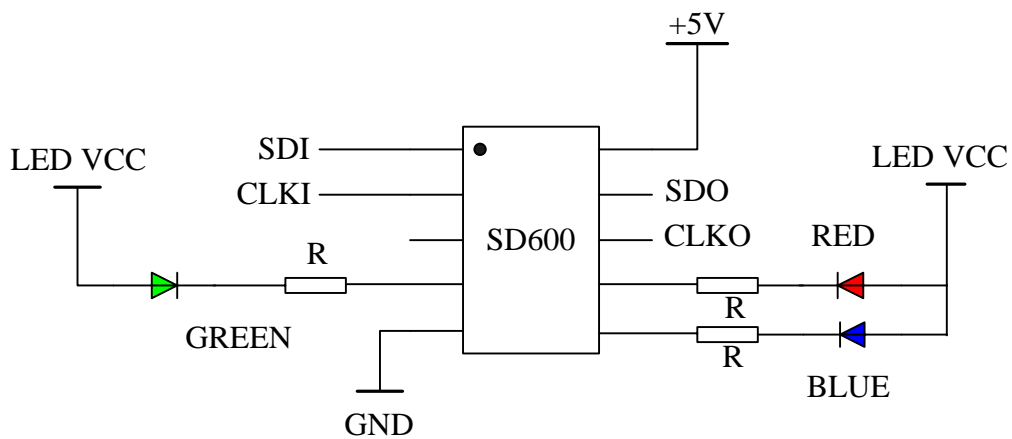 +5V
SDI
LED VCC
LED VCC
CLKI
SDO
SD600
CLKO
RED
R
GREEN
R
R
BLUE
GND